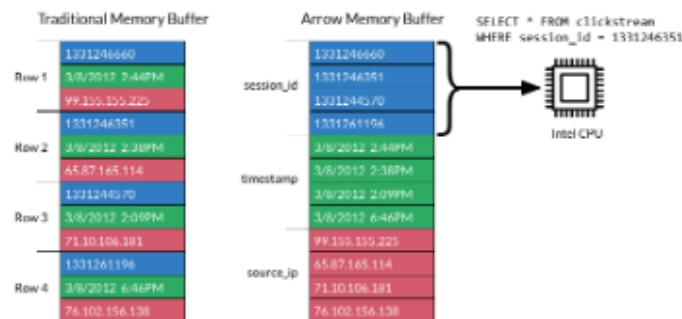 Traditional Memory Buffer
Row 1
1331246660
3/8/2012 2:44PM
99.155.155.225
Row 2
1331246351
3/8/2012 2:38PM
65.87.165.114
Row 3
1331244570
3/8/2012 2:09PM
71.10.106.181
Row 4
1331261196
3/8/2012 6:46PM
76.102.156.138
Arrow Memory Buffer
session_id
1331246660
1331246351
1331244570
1331261196
timestamp
3/8/2012 2:44PM
3/8/2012 2:38PM
3/8/2012 2:09PM
3/8/2012 6:46PM
source_ip
99.155.155.225
65.87.165.114
71.10.106.181
76.102.156.138
SELECT * FROM clickstream
WHERE session_id = 1331246351
Intel CPU